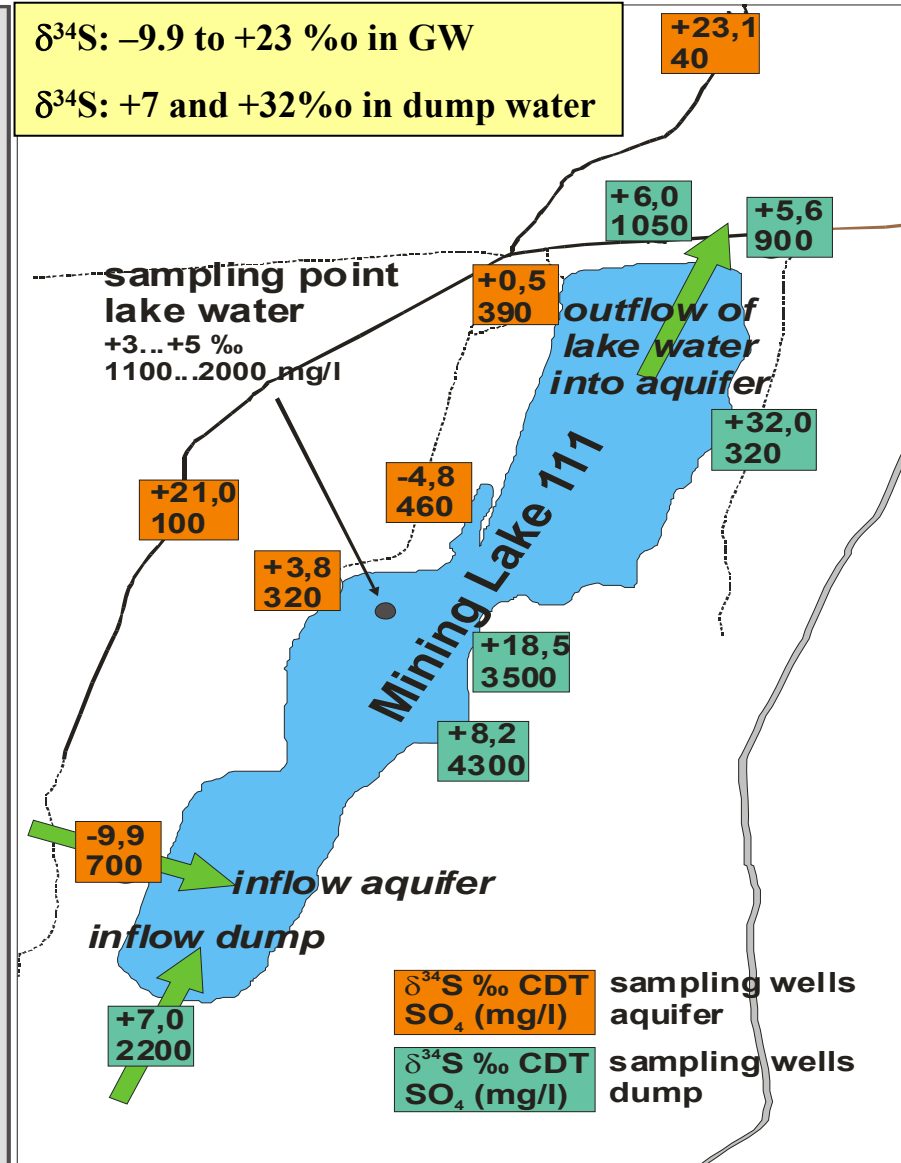 δ³⁴S: –9.9 to +23 %o in GW
δ³⁴S: +7 and +32%o in dump water
+23,1
40
+6,0
1050
+5,6
900
sampling point
lake water
+3...+5 ‰
1100...2000 mg/l
+0,5
390
outflow of
lake water
into aquifer
+32,0
320
-4,8
460
+21,0
100
+3,8
320
Mining Lake 111
+18,5
3500
+8,2
4300
-9,9
700
inflow aquifer
inflow dump
+7,0
2200
δ³⁴S ‰ CDT
SO₄ (mg/l)
sampling wells
aquifer
δ³⁴S ‰ CDT
SO₄ (mg/l)
sampling wells
dump